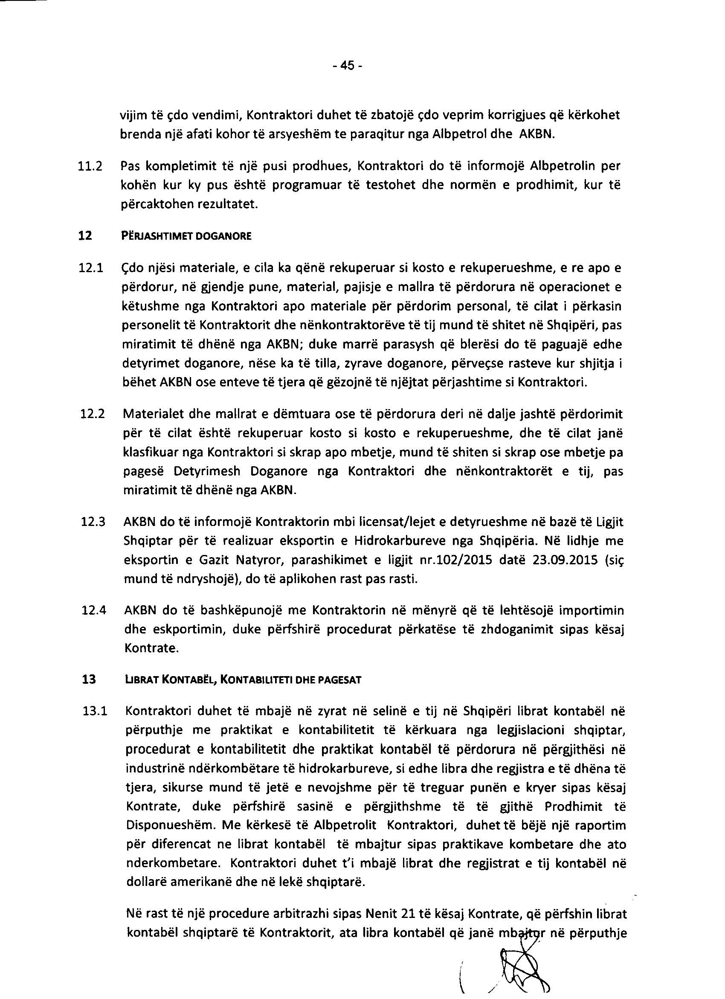 - 45 -
vijim të çdo vendimi, Kontraktori duhet të zbatojë çdo veprim korrigjues që kërkohet
brenda një afati kohor të arsyeshëm te paraqitur nga Albpetrol dhe AKBN.
11.2 Pas kompletimit të një pusi prodhues, Kontraktori do të informojë Albpetrolin per
kohën kur ky pus është programuar të testohet dhe normën e prodhimit, kur të
përcaktohen rezultatet.
12 PËRJASHTIMET DOGANORE
12.1 Çdo njësi materiale, e cila ka qënë rekuperuar si kosto e rekuperueshme, e re apo e
përdorur, në gjendje pune, material, pajisje e mallra të përdorura në operacionet e
këtushme nga Kontraktori apo materiale për përdorim personal, të cilat i përkasin
personelit të Kontraktorit dhe nënkontraktorëve të tij mund të shitet në Shqipëri, pas
miratimit të dhënë nga AKBN; duke marrë parasysh që blerësi do të paguajë edhe
detyrimet doganore, nëse ka të tilla, zyrave doganore, përveçse rasteve kur shjitja i
bëhet AKBN ose enteve të tjera që gëzojnë të njëjtat përjashtime si Kontraktori.
12.2 Materialet dhe mallrat e dëmtuara ose të përdorura deri në dalje jashtë përdorimit
për të cilat është rekuperuar kosto si kosto e rekuperueshme, dhe të cilat janë
klasfikuar nga Kontraktori si skrap apo mbetje, mund të shiten si skrap ose mbetje pa
pagesë Detyrimesh Doganore nga Kontraktori dhe nënkontraktorët e tij, pas
miratimit të dhënë nga AKBN.
12.3 AKBN do të informojë Kontraktorin mbi licensat/lejet e detyrueshme në bazë të Ligjit
Shqiptar për të realizuar eksportin e Hidrokarbureve nga Shqipëria. Në lidhje me
eksportin e Gazit Natyror, parashikimet e ligjit nr.102/2015 datë 23.09.2015 (siç
mund të ndryshojë), do të aplikohen rast pas rasti.
12.4 AKBN do të bashkëpunojë me Kontraktorin në mënyrë që të lehtësojë importimin
dhe eskportimin, duke përfshirë procedurat përkatëse të zhdoganimit sipas kësaj
Kontrate.
13 LIBRAT KONTABËL, KONTABILITETI DHE PAGESAT
13.1 Kontraktori duhet të mbajë në zyrat në selinë e tij në Shqipëri librat kontabël në
përputhje me praktikat e kontabilitetit të kërkuara nga legjislacioni shqiptar,
procedurat e kontabilitetit dhe praktikat kontabël të përdorura në përgjithësi në
industrinë ndërkombëtare të hidrokarbureve, si edhe libra dhe regjistra e të dhëna të
tjera, sikurse mund të jetë e nevojshme për të treguar punën e kryer sipas kësaj
Kontrate, duke përfshirë sasinë e përgjithshme të të gjithë Prodhimit të
Disponueshëm. Me kërkesë të Albpetrolit Kontraktori, duhet të bëjë një raportim
për diferencat ne librat kontabël të mbajtur sipas praktikave kombetare dhe ato
nderkombetare. Kontraktori duhet t'i mbajë librat dhe regjistrat e tij kontabël në
dollarë amerikanë dhe në lekë shqiptarë.
Në rast të një procedure arbitrazhi sipas Nenit 21 të kësaj Kontrate, që përfshin librat
kontabël shqiptarë të Kontraktorit, ata libra kontabël që janë mbajtur në përputhje